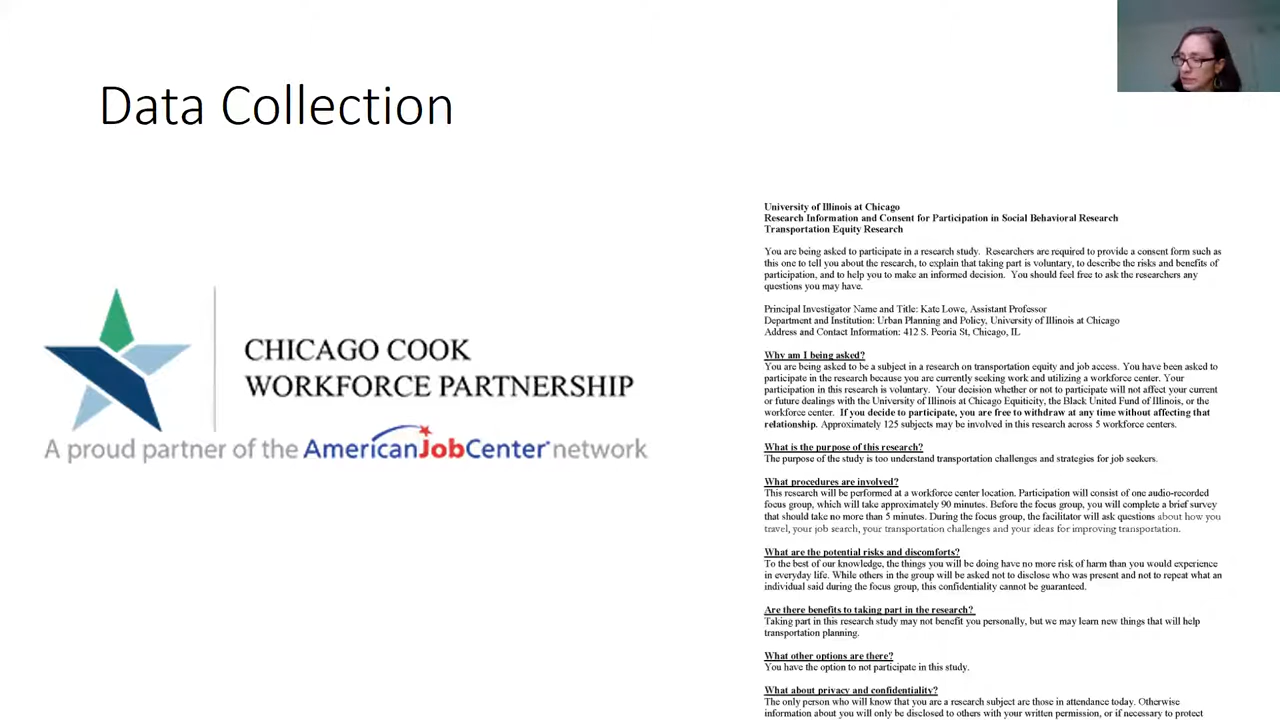 Data Collection
CHICAGO COOK
WORKFORCE PARTNERSHIP
A proud partner of the AmericanJobCenter network
University of Illinois at Chicago
Research Information and Consent for Participation in Social Behavioral Research
Transportation Equity Research
You are being asked to participate in a research study.  Researchers are required to provide a consent form such as
this one to tell you about the research, to explain that taking part is voluntary, to describe the risks and benefits of
participation, and to help you to make an informed decision.  You should feel free to ask the researchers any
questions you may have.
Principal Investigator Name and Title: Kate Lowe, Assistant Professor
Department and Institution: Urban Planning and Policy, University of Illinois at Chicago
Address and Contact Information: 412 S. Peoria St, Chicago, IL
Why am I being asked?
You are being asked to be a subject in a research on transportation equity and job access. You have been asked to
participate in the research because you are currently seeking work and utilizing a workforce center. Your
participation in this research is voluntary.  Your decision whether or not to participate will not affect your current
or future dealings with the University of Illinois at Chicago Equiticity, the Black United Fund of Illinois, or the
workforce center.  If you decide to participate, you are free to withdraw at any time without affecting that
relationship. Approximately 125 subjects may be involved in this research across 5 workforce centers.
What is the purpose of this research?
The purpose of the study is too understand transportation challenges and strategies for job seekers.
What procedures are involved?
This research will be performed at a workforce center location. Participation will consist of one audio-recorded
focus group, which will take approximately 90 minutes. Before the focus group, you will complete a brief survey
that should take no more than 5 minutes. During the focus group, the facilitator will ask questions about how you
travel, your job search, your transportation challenges and your ideas for improving transportation.
What are the potential risks and discomforts?
To the best of our knowledge, the things you will be doing have no more risk of harm than you would experience
in everyday life. While others in the group will be asked not to disclose who was present and not to repeat what an
individual said during the focus group, this confidentiality cannot be guaranteed.
Are there benefits to taking part in the research?
Taking part in this research study may not benefit you personally, but we may learn new things that will help
transportation planning.
What other options are there?
You have the option to not participate in this study.
What about privacy and confidentiality?
The only person who will know that you are a research subject are those in attendance today. Otherwise
information about you will only be disclosed to others with your written permission, or if necessary to protect